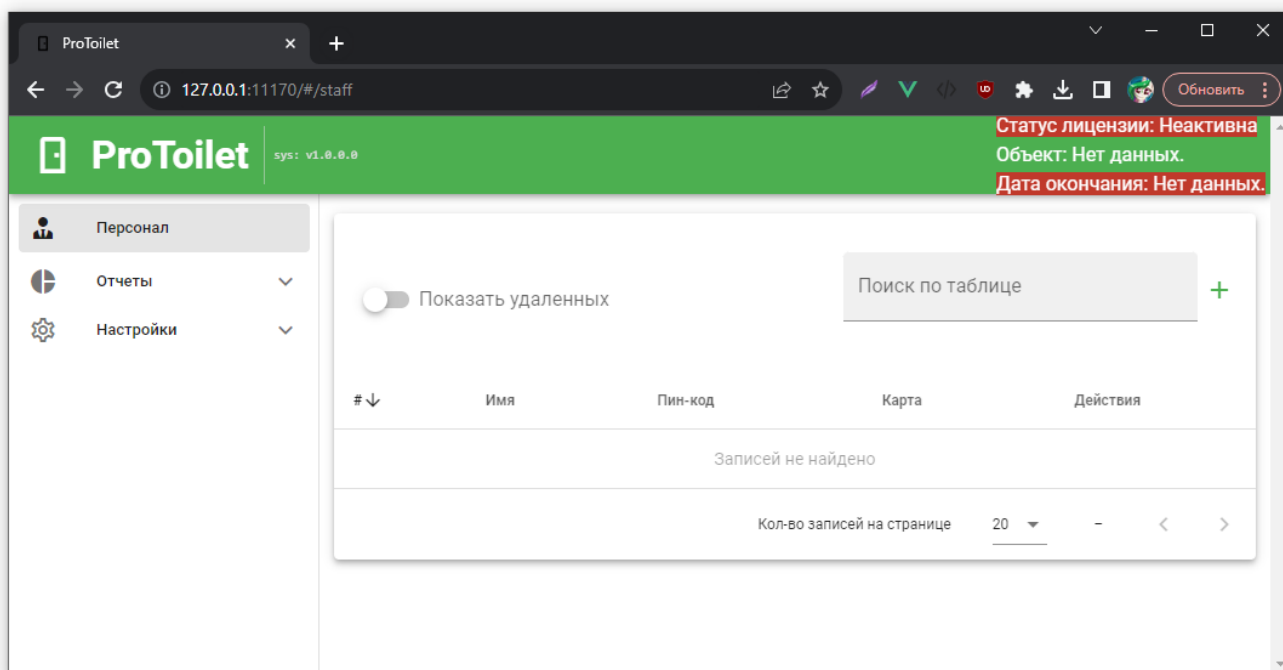 ProToilet
127.0.0.1:11170/#/staff
Обновить
ProToilet
sys: v1.0.0.0
Статус лицензии: Неактивна
Объект: Нет данных.
Дата окончания: Нет данных.
Персонал
Отчеты
Настройки
Показать удаленных
Поиск по таблице
#
Имя
Пин-код
Карта
Действия
Записей не найдено
Кол-во записей на странице
20
–